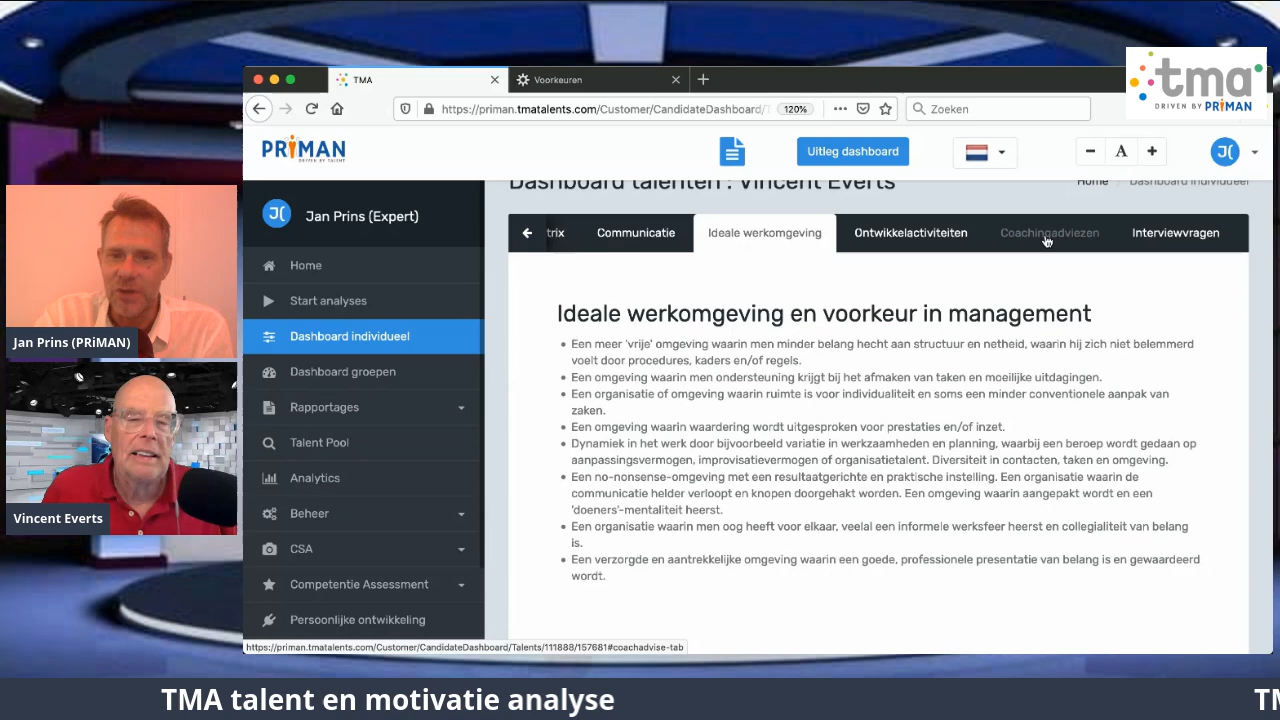 tma
DRIVEN BY PRiMAN
TMA
Voorkeuren
https://priman.tmatalents.com/Customer/CandidateDashboard/
120%
Zoeken
PRiMAN
DRIVEN BY TALENT
Uitleg dashboard
A
J(
Dashboard talenten : Vincent Everts
Home
Dashboard individueel
J(
Jan Prins (Expert)
trix
Communicatie
Ideale werkomgeving
Ontwikkelactiviteiten
Coachingadviezen
Interviewvragen
Home
Start analyses
Dashboard individueel
Dashboard groepen
Rapportages
Talent Pool
Analytics
Beheer
CSA
Competentie Assessment
Persoonlijke ontwikkeling
Ideale werkomgeving en voorkeur in management
Een meer 'vrije' omgeving waarin men minder belang hecht aan structuur en netheid, waarin hij zich niet belemmerd
voelt door procedures, kaders en/of regels.
Een omgeving waarin men ondersteuning krijgt bij het afmaken van taken en moeilijke uitdagingen.
Een organisatie of omgeving waarin ruimte is voor individualiteit en soms een minder conventionele aanpak van
zaken.
Een omgeving waarin waardering wordt uitgesproken voor prestaties en/of inzet.
Dynamiek in het werk door bijvoorbeeld variatie in werkzaamheden en planning, waarbij een beroep wordt gedaan op
aanpassingsvermogen, improvisatievermogen of organisatietalent. Diversiteit in contacten, taken en omgeving.
Een no-nonsense-omgeving met een resultaatgerichte en praktische instelling. Een organisatie waarin de
communicatie helder verloopt en knopen doorgehakt worden. Een omgeving waarin aangepakt wordt en een
'doeners'-mentaliteit heerst.
Een organisatie waarin men oog heeft voor elkaar, veelal een informele werksfeer heerst en collegialiteit van belang
is.
Een verzorgde en aantrekkelijke omgeving waarin een goede, professionele presentatie van belang is en gewaardeerd
wordt.
https://priman.tmatalents.com/Customer/CandidateDashboard/Talents/111888/157681#coachadvise-tab
Jan Prins (PRiMAN)
Vincent Everts
TMA talent en motivatie analyse
TM